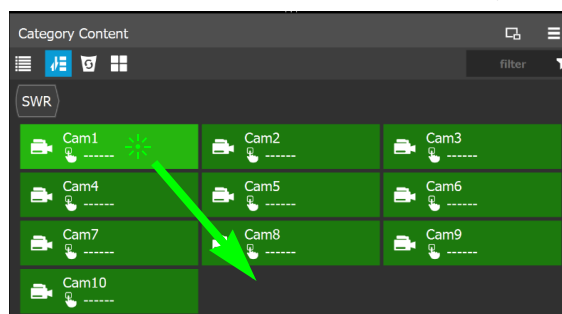 Category Content
filter
SWR
Cam1
------
Cam2
------
Cam3
------
Cam4
------
Cam5
------
Cam6
------
Cam7
------
Cam8
------
Cam9
------
Cam10
------